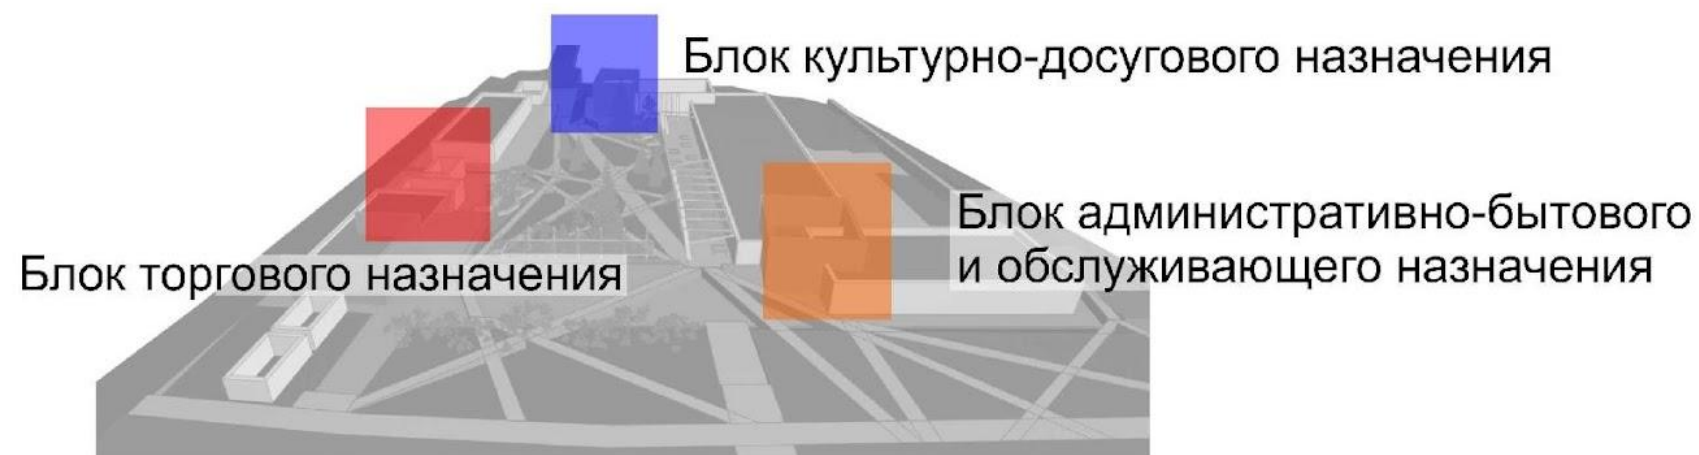 Блок культурно-досугового назначения
Блок административно-бытового
и обслуживающего назначения
Блок торгового назначения